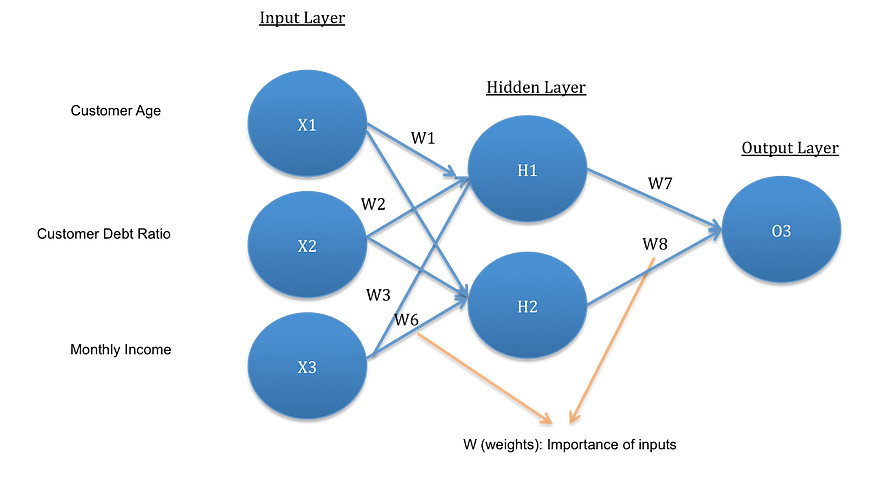 Input Layer
Hidden Layer
Output Layer
Customer Age
X1
W1
H1
W7
W2
Customer Debt Ratio
X2
W8
O3
W3
H2
W6
Monthly Income
X3
W (weights): Importance of inputs